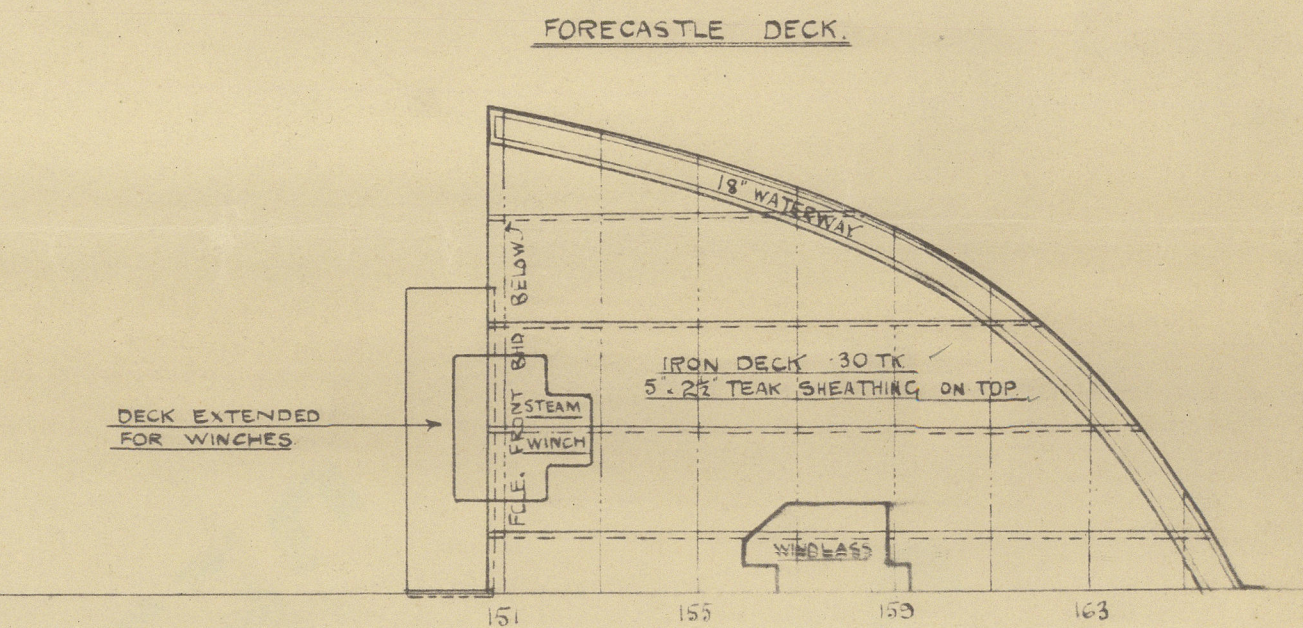 FORECASTLE DECK.
18" WATERWAY
FCLE. FRONT BHD BELOW.
IRON DECK ·30 TK.
5" × 2½" TEAK SHEATHING ON TOP.
STEAM
WINCH
DECK EXTENDED
FOR WINCHES.
WINDLASS
151 155 159 163